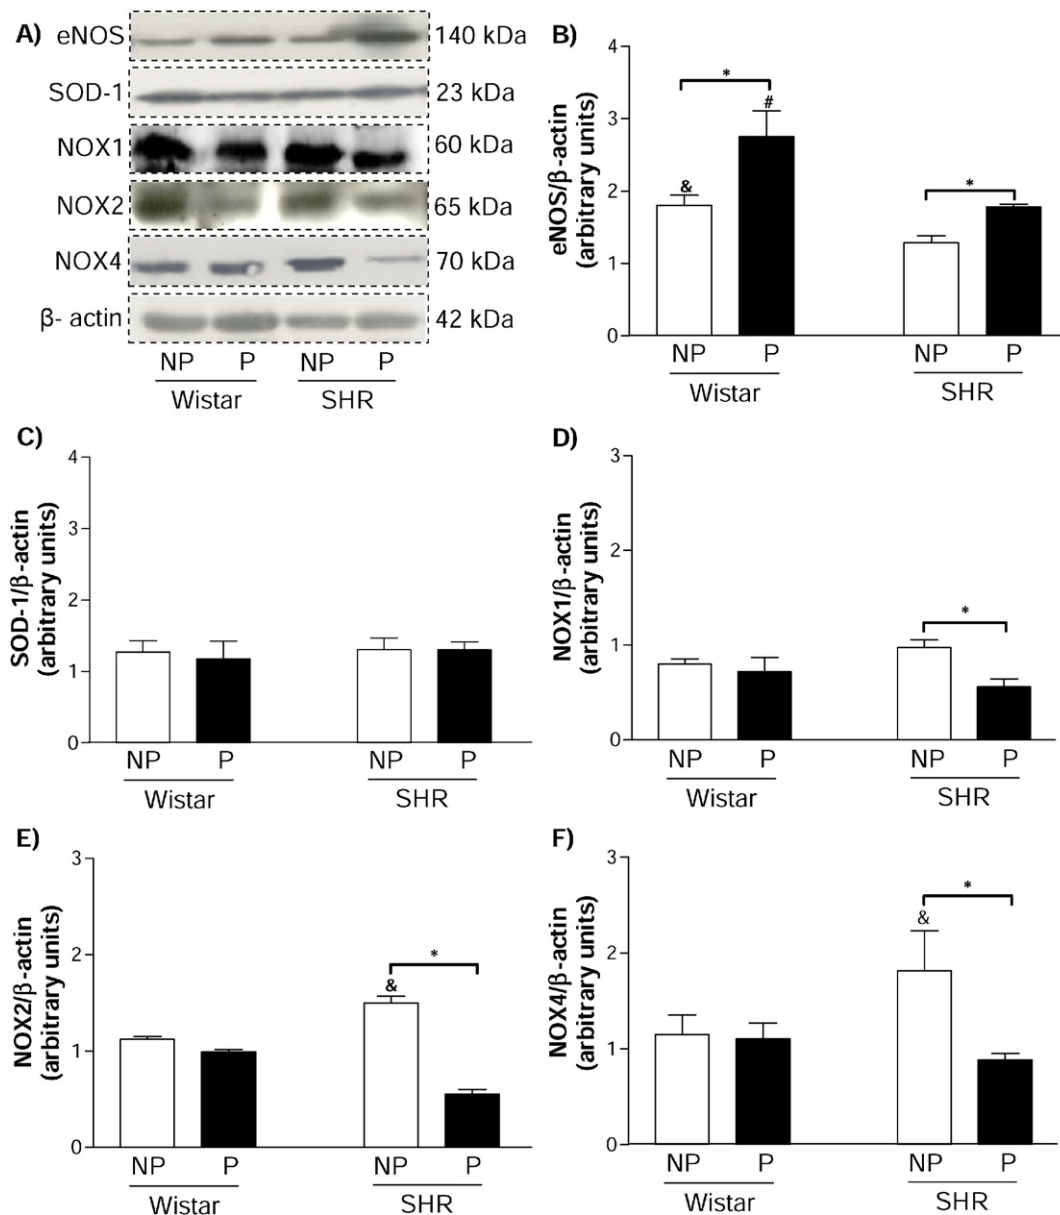 A)
eNOS 140 kDa
SOD-1 23 kDa
NOX1 60 kDa
NOX2 65 kDa
NOX4 70 kDa
β- actin 42 kDa
NP P NP P
Wistar SHR
B)
eNOS/β-actin
(arbitrary units)
4
3
2
1
0
*
#
&
*
NP P NP P
Wistar SHR
C)
SOD-1/β-actin
(arbitrary units)
4
3
2
1
0
NP P NP P
Wistar SHR
D)
NOX1/β-actin
(arbitrary units)
3
2
1
0
*
NP P NP P
Wistar SHR
E)
NOX2/β-actin
(arbitrary units)
3
2
1
0
*
&
NP P NP P
Wistar SHR
F)
NOX4/β-actin
(arbitrary units)
3
2
1
0
*
&
NP P NP P
Wistar SHR